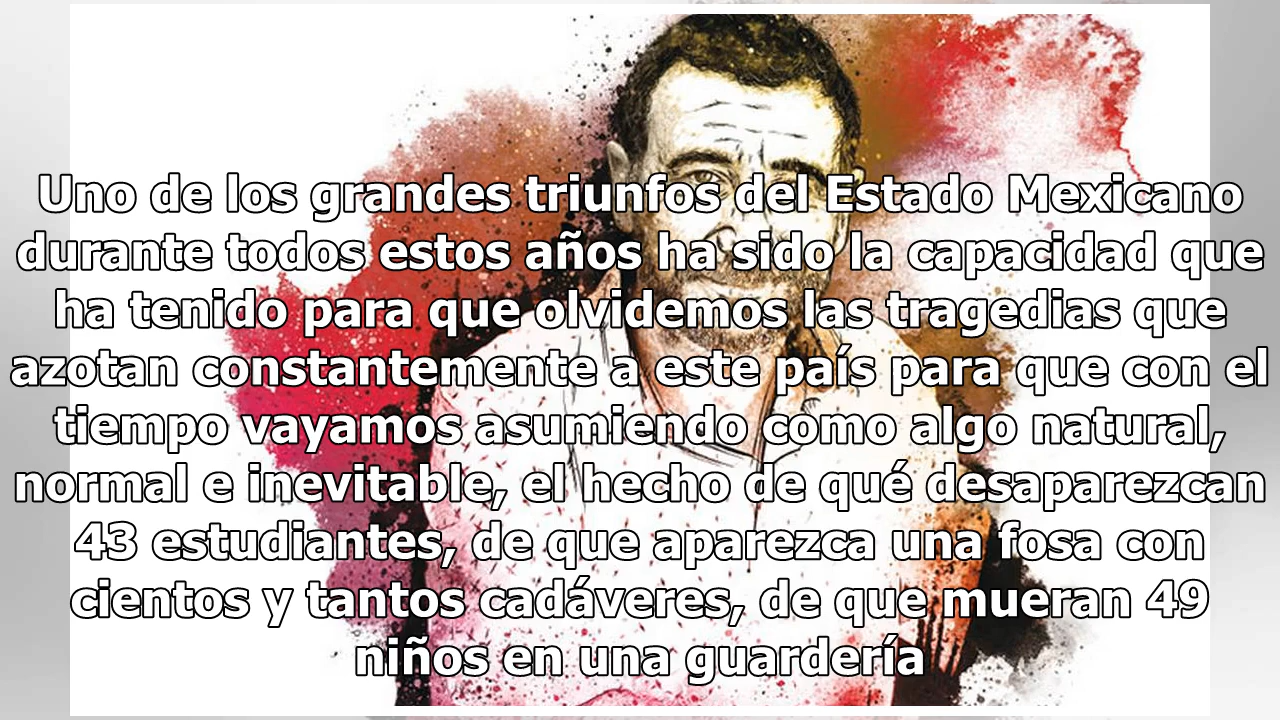 Uno de los grandes triunfos del Estado Mexicano
durante todos estos años ha sido la capacidad que
ha tenido para que olvidemos las tragedias que
azotan constantemente a este país para que con el
tiempo vayamos asumiendo como algo natural,
normal e inevitable, el hecho de qué desaparezcan
43 estudiantes, de que aparezca una fosa con
cientos y tantos cadáveres, de que mueran 49
niños en una guardería